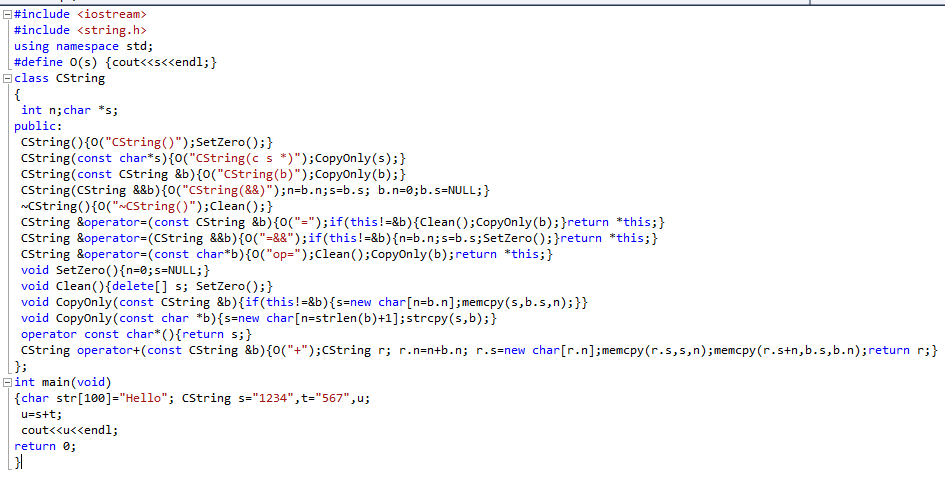 #include <iostream>
#include <string.h>
using namespace std;
#define O(s) {cout<<s<<endl;}
class CString
{
int n;char *s;
public:
CString(){O("CString()");SetZero();}
CString(const char*s){O("CString(c s *)");CopyOnly(s);}
CString(const CString &b){O("CString(b)");CopyOnly(b);}
CString(CString &&b){O("CString(&&)");n=b.n;s=b.s; b.n=0;b.s=NULL;}
~CString(){O("~CString()");Clean();}
CString &operator=(const CString &b){O("=");if(this!=&b){Clean();CopyOnly(b);}return *this;}
CString &operator=(CString &&b){O("=&&");if(this!=&b){n=b.n;s=b.s;SetZero();}return *this;}
CString &operator=(const char*b){O("op=");Clean();CopyOnly(b);return *this;}
void SetZero(){n=0;s=NULL;}
void Clean(){delete[] s; SetZero();}
void CopyOnly(const CString &b){if(this!=&b){s=new char[n=b.n];memcpy(s,b.s,n);}}
void CopyOnly(const char *b){s=new char[n=strlen(b)+1];strcpy(s,b);}
operator const char*(){return s;}
CString operator+(const CString &b){O("+");CString r; r.n=n+b.n; r.s=new char[r.n];memcpy(r.s,s,n);memcpy(r.s+n,b.s,b.n);return r;}
};
int main(void)
{char str[100]="Hello"; CString s="1234",t="567",u;
u=s+t;
cout<<u<<endl;
return 0;
}